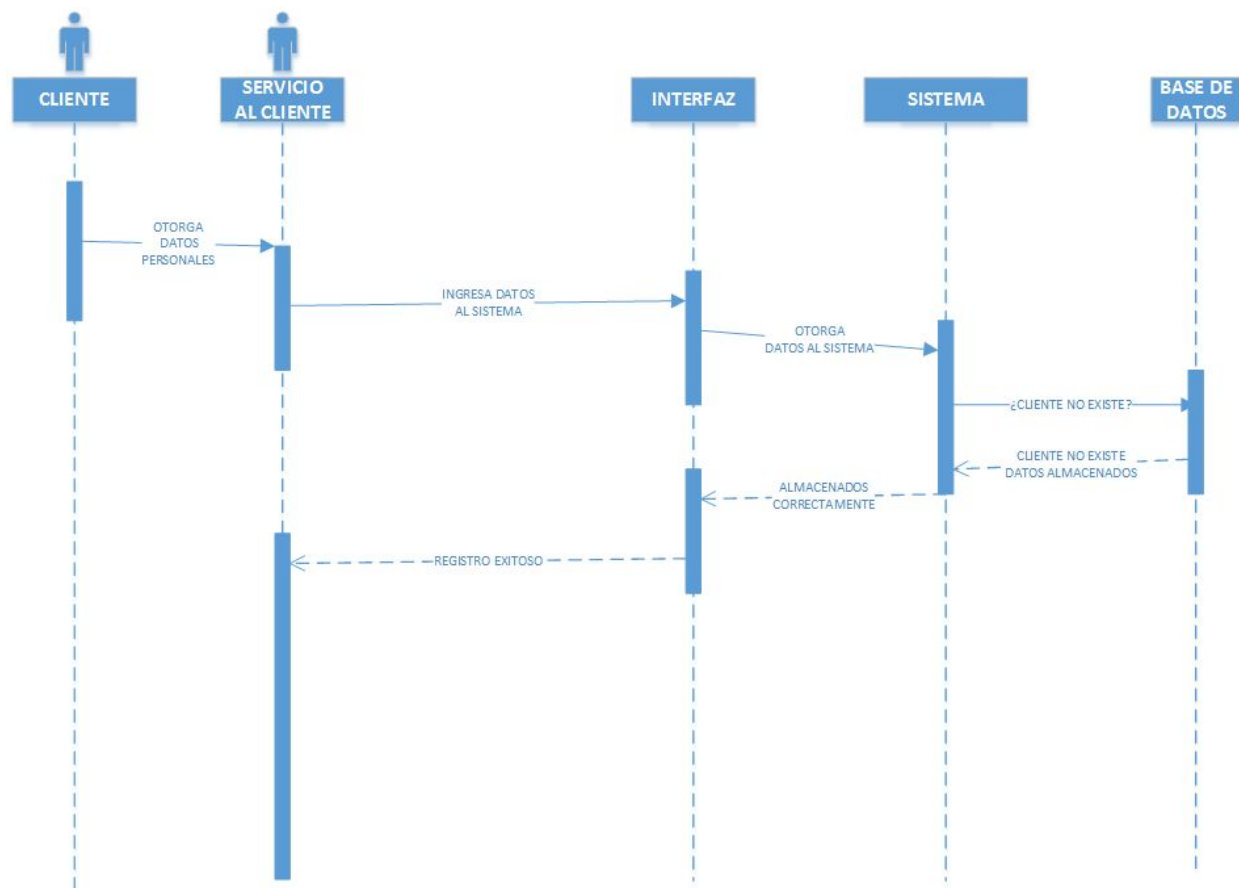 CLIENTE
SERVICIO
AL CLIENTE
INTERFAZ
SISTEMA
BASE DE
DATOS
OTORGA
DATOS
PERSONALES
INGRESA DATOS
AL SISTEMA
OTORGA
DATOS AL SISTEMA
¿CLIENTE NO EXISTE?
CLIENTE NO EXISTE
DATOS ALMACENADOS
ALMACENADOS
CORRECTAMENTE
REGISTRO EXITOSO